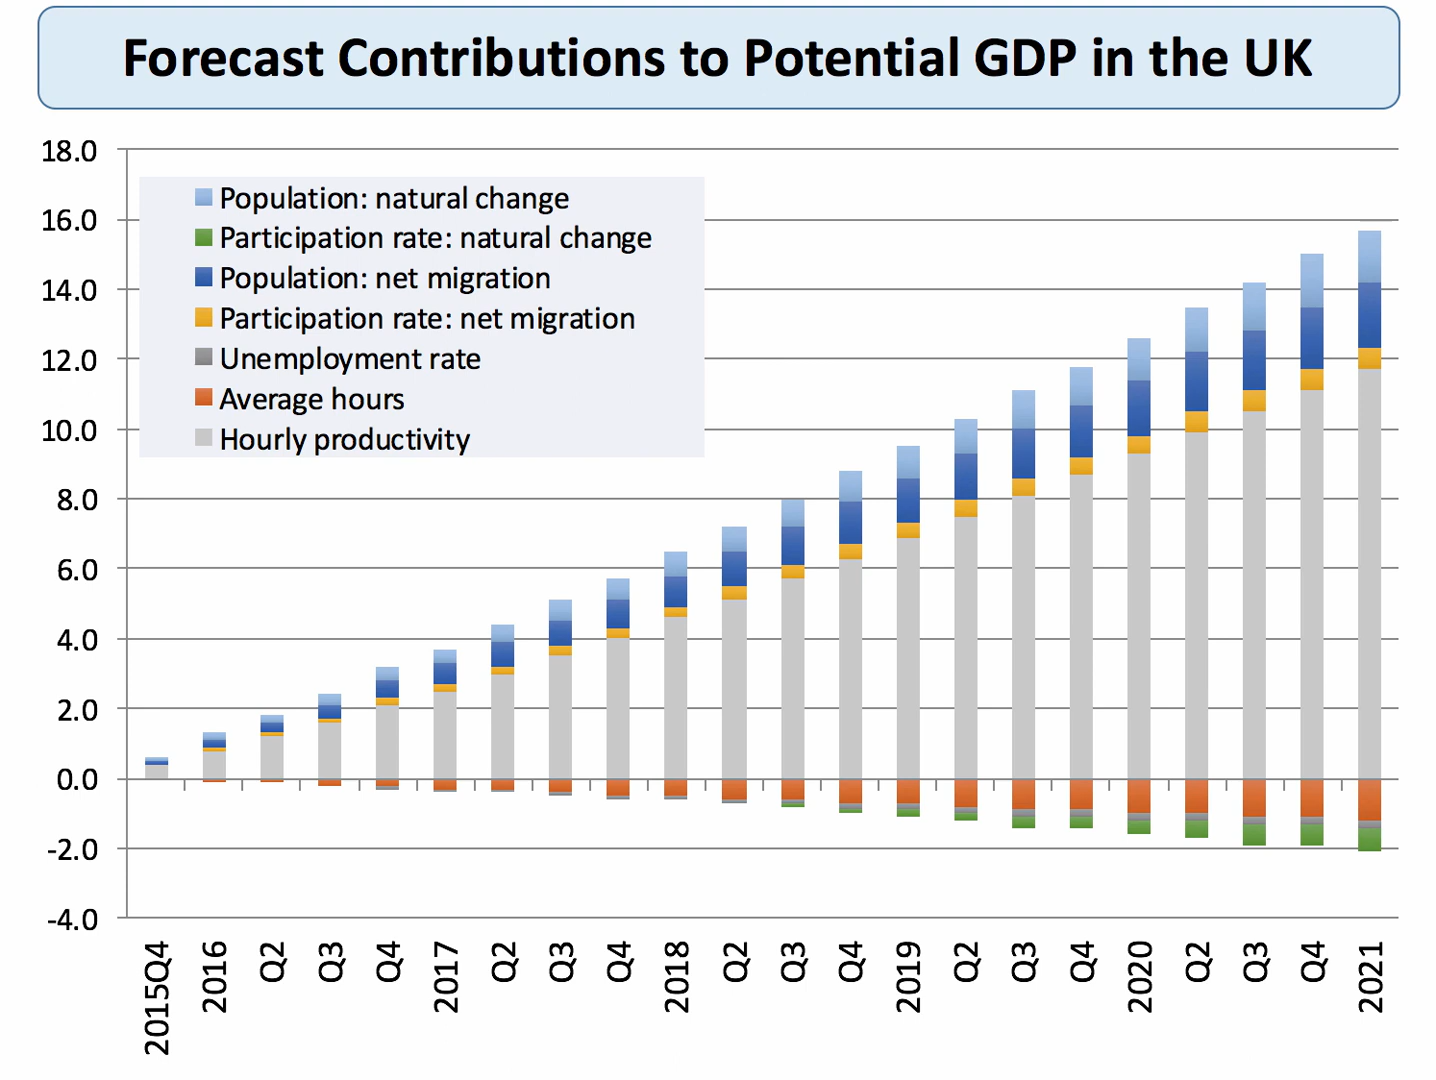 Forecast Contributions to Potential GDP in the UK
18.0
16.0
14.0
12.0
10.0
8.0
6.0
4.0
2.0
0.0
-2.0
-4.0
Population: natural change
Participation rate: natural change
Population: net migration
Participation rate: net migration
Unemployment rate
Average hours
Hourly productivity
2015Q4
2016
Q2
Q3
Q4
2017
Q2
Q3
Q4
2018
Q2
Q3
Q4
2019
Q2
Q3
Q4
2020
Q2
Q3
Q4
2021